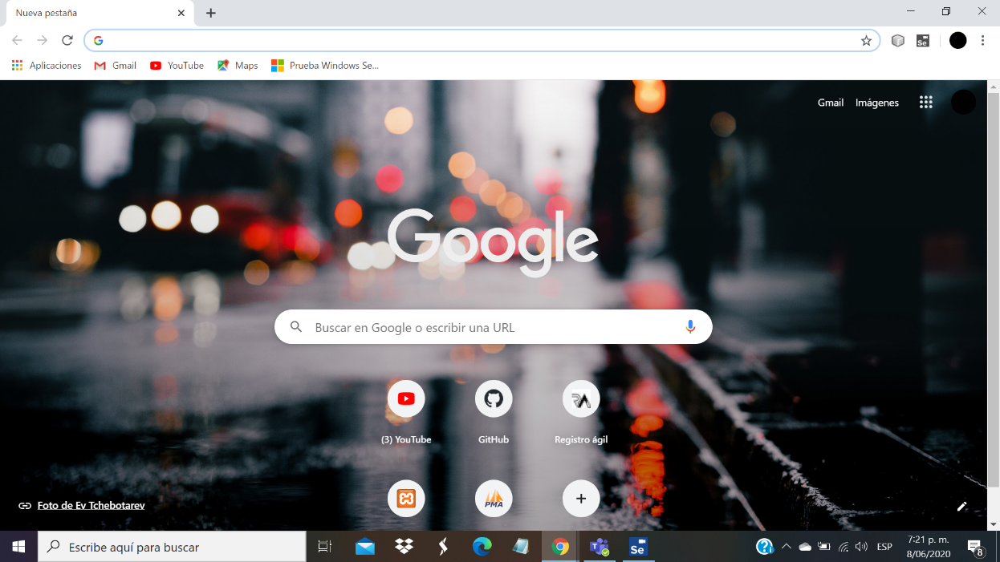 Nueva pestaña
Aplicaciones Gmail YouTube Maps Prueba Windows Se...
Gmail Imágenes
Google
Buscar en Google o escribir una URL
(3) YouTube GitHub Registro ágil
PMA
Foto de Ev Tchebotarev
Escribe aquí para buscar
Se
ESP
7:21 p. m.
8/06/2020
8